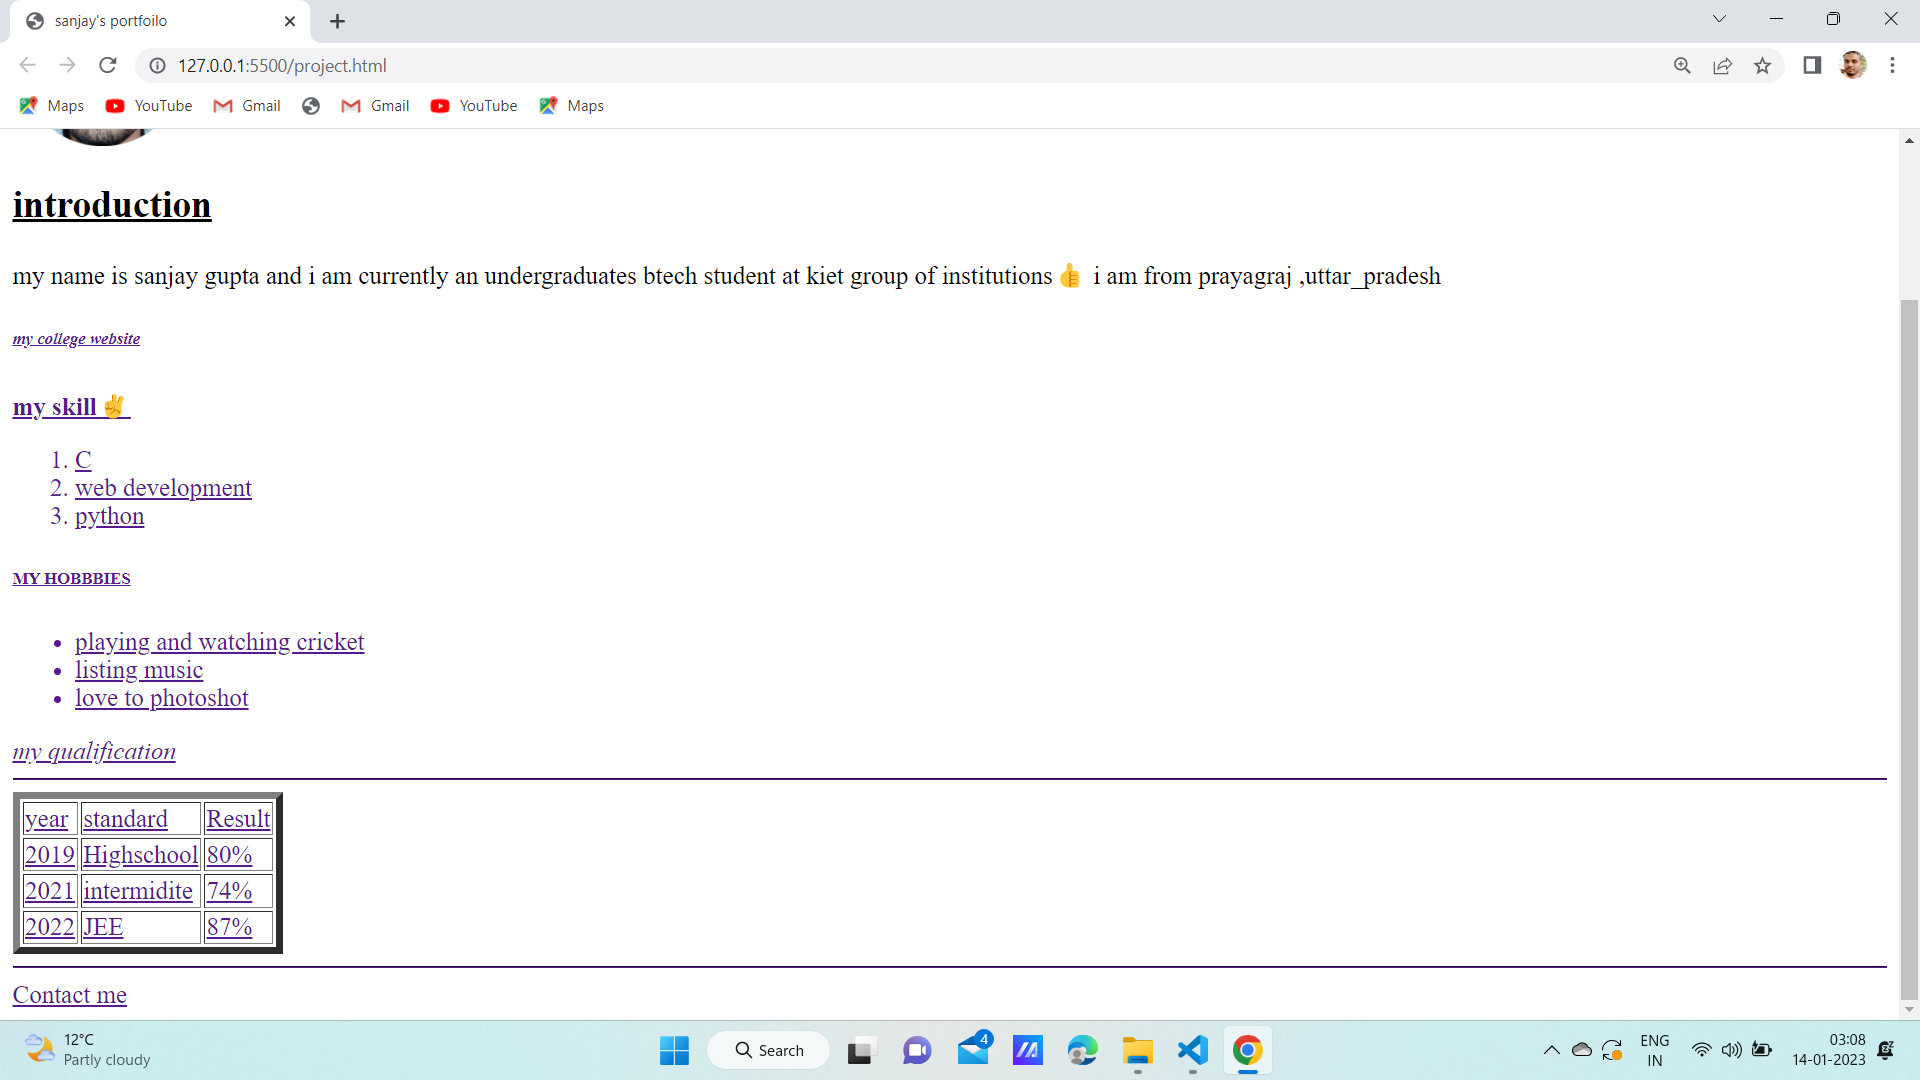 sanjay's portfoilo
127.0.0.1:5500/project.html
Maps YouTube Gmail Gmail YouTube Maps
introduction
my name is sanjay gupta and i am currently an undergraduates btech student at kiet group of institutions👍 i am from prayagraj ,uttar_pradesh
my college website
my skill✌
1. C
2. web development
3. python
MY HOBBBIES
• playing and watching cricket
• listing music
• love to photoshot
my qualification
year standard Result
2019 Highschool 80%
2021 intermidite 74%
2022 JEE 87%
Contact me
12°C
Partly cloudy
Search
4
ENG
IN
03:08
14-01-2023